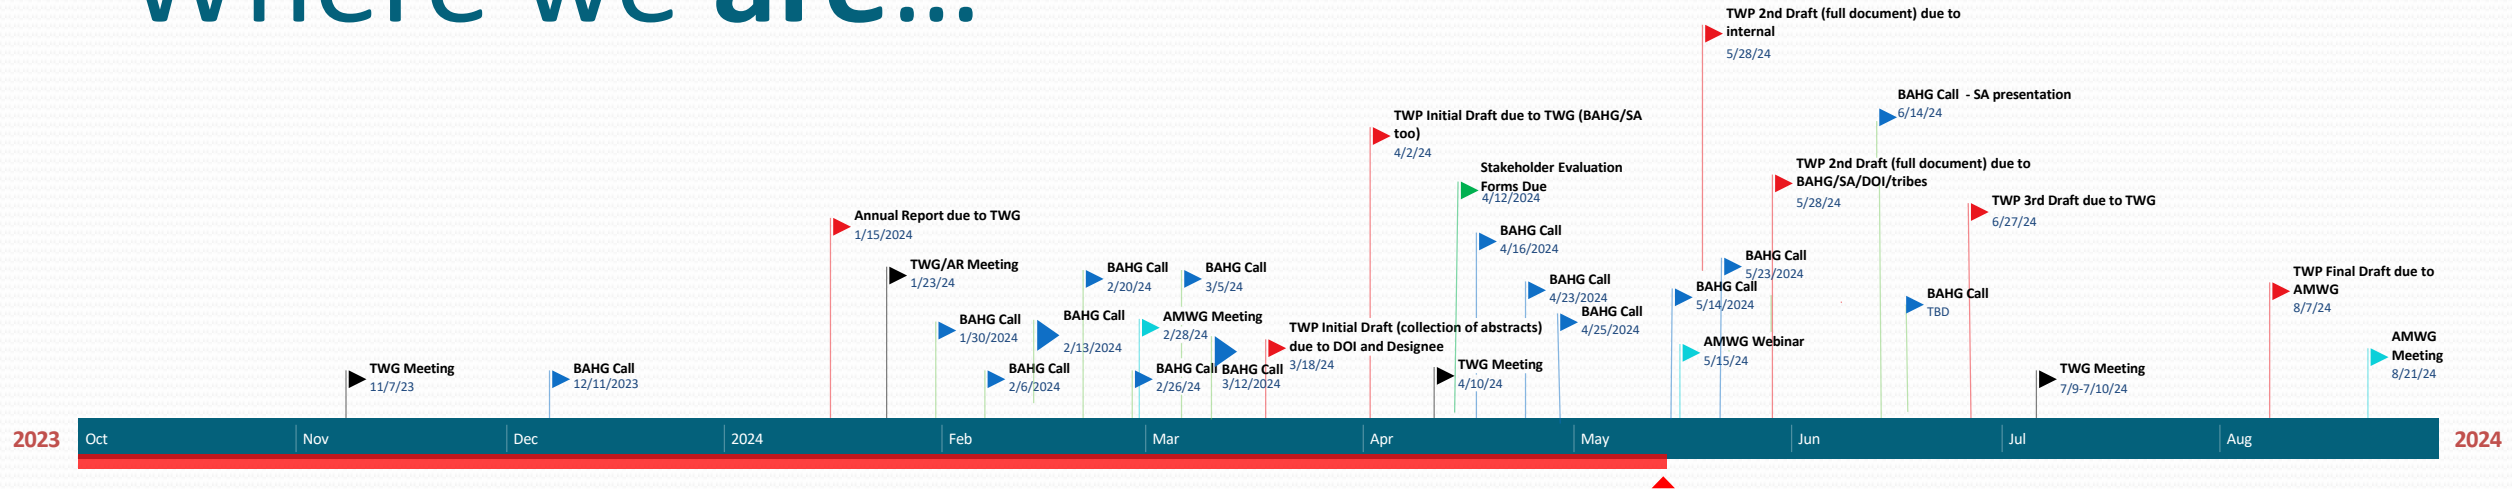 Where we are...
TWP 2nd Draft (full document) due to
internal
5/28/24
BAHG Call - SA presentation
6/14/24
TWP Initial Draft due to TWG (BAHG/SA
too)
4/2/24
Stakeholder Evaluation
Forms Due
4/12/2024
TWP 2nd Draft (full document) due to
BAHG/SA/DOI/tribes
5/28/24
TWP 3rd Draft due to TWG
6/27/24
Annual Report due to TWG
1/15/2024
BAHG Call
4/16/2024
TWG/AR Meeting
1/23/24
BAHG Call
2/20/24
BAHG Call
3/5/24
BAHG Call
4/23/2024
BAHG Call
5/23/2024
BAHG Call
5/14/2024
BAHG Call
TBD
TWP Final Draft due to
AMWG
8/7/24
BAHG Call
1/30/2024
BAHG Call
2/13/2024
AMWG Meeting
2/28/24
TWP Initial Draft (collection of abstracts)
due to DOI and Designee
3/18/24
BAHG Call
4/25/2024
AMWG Webinar
5/15/24
AMWG
Meeting
8/21/24
TWG Meeting
11/7/23
BAHG Call
12/11/2023
BAHG Call
2/6/2024
BAHG Call
2/26/24
BAHG Call
3/12/2024
TWG Meeting
4/10/24
TWG Meeting
7/9-7/10/24
2023
Oct
Nov
Dec
2024
Feb
Mar
Apr
May
Jun
Jul
Aug
2024